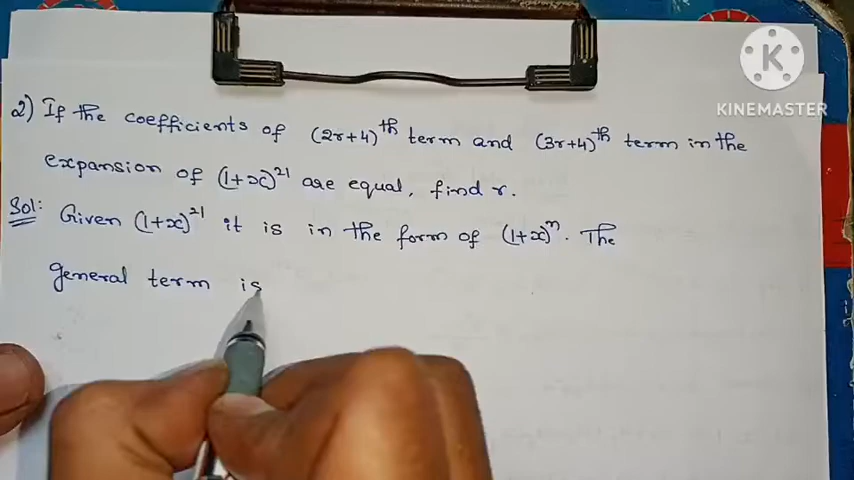 K
KINEMASTER
2) If the coefficients of (2r+4)th term and (3r+4)th term in the
expansion of (1+x)^21 are equal, find r.
Sol: Given (1+x)^21 it is in the form of (1+x)^n. The
general term is